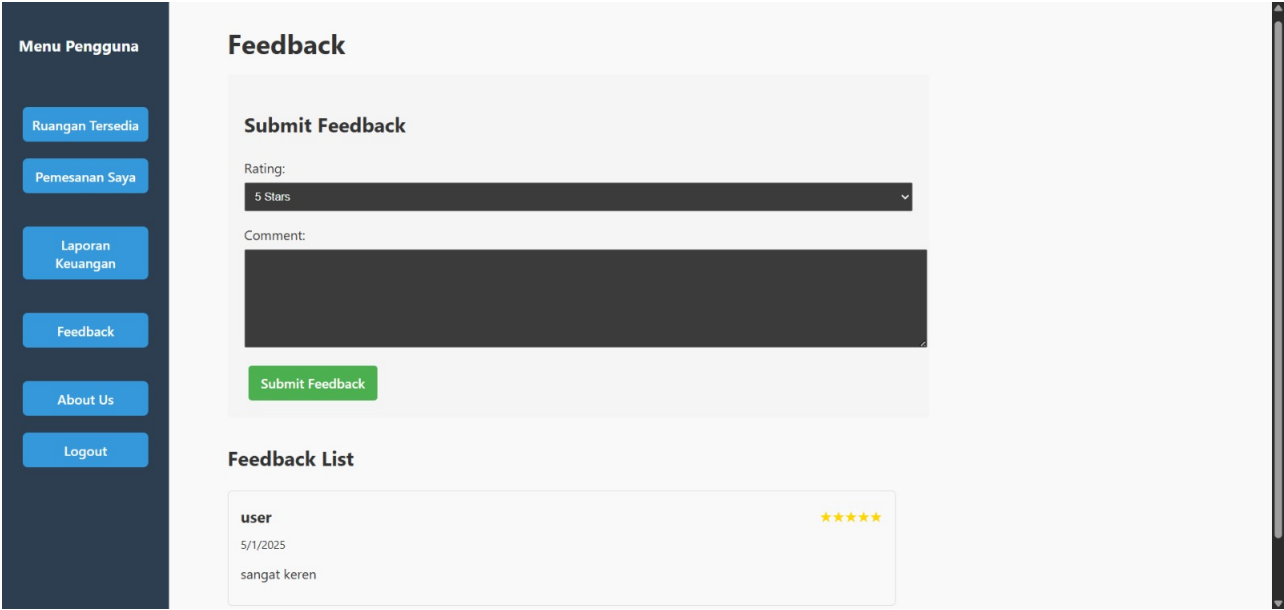 Menu Pengguna
Ruangan Tersedia
Pemesanan Saya
Laporan
Keuangan
Feedback
About Us
Logout
Feedback
Submit Feedback
Rating:
5 Stars
Comment:
Submit Feedback
Feedback List
user
★★★★★
5/1/2025
sangat keren